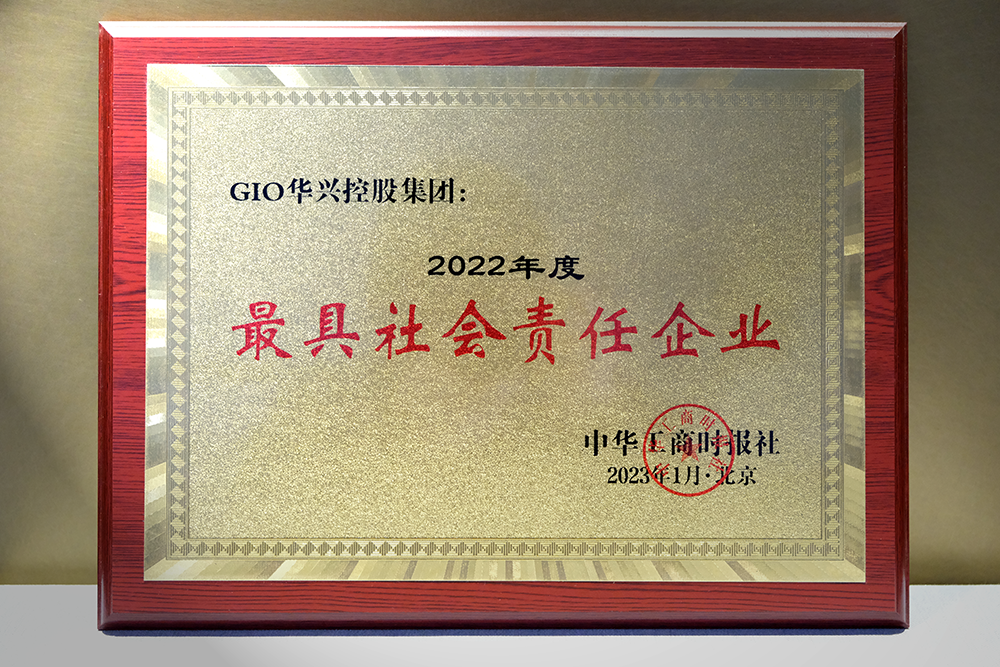 GIO华兴控股集团:
2022年度
最具社会责任企业
中华工商时报社
2023年1月·北京